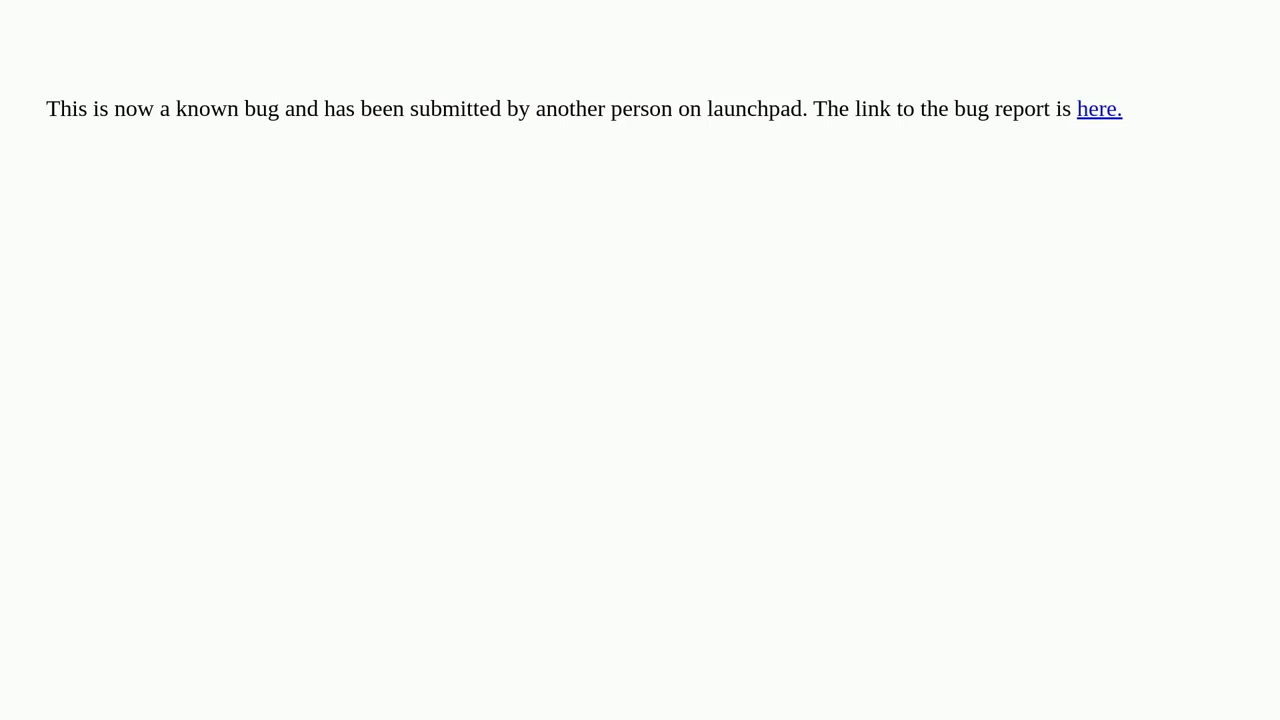 This is now a known bug and has been submitted by another person on launchpad. The link to the bug report is here.